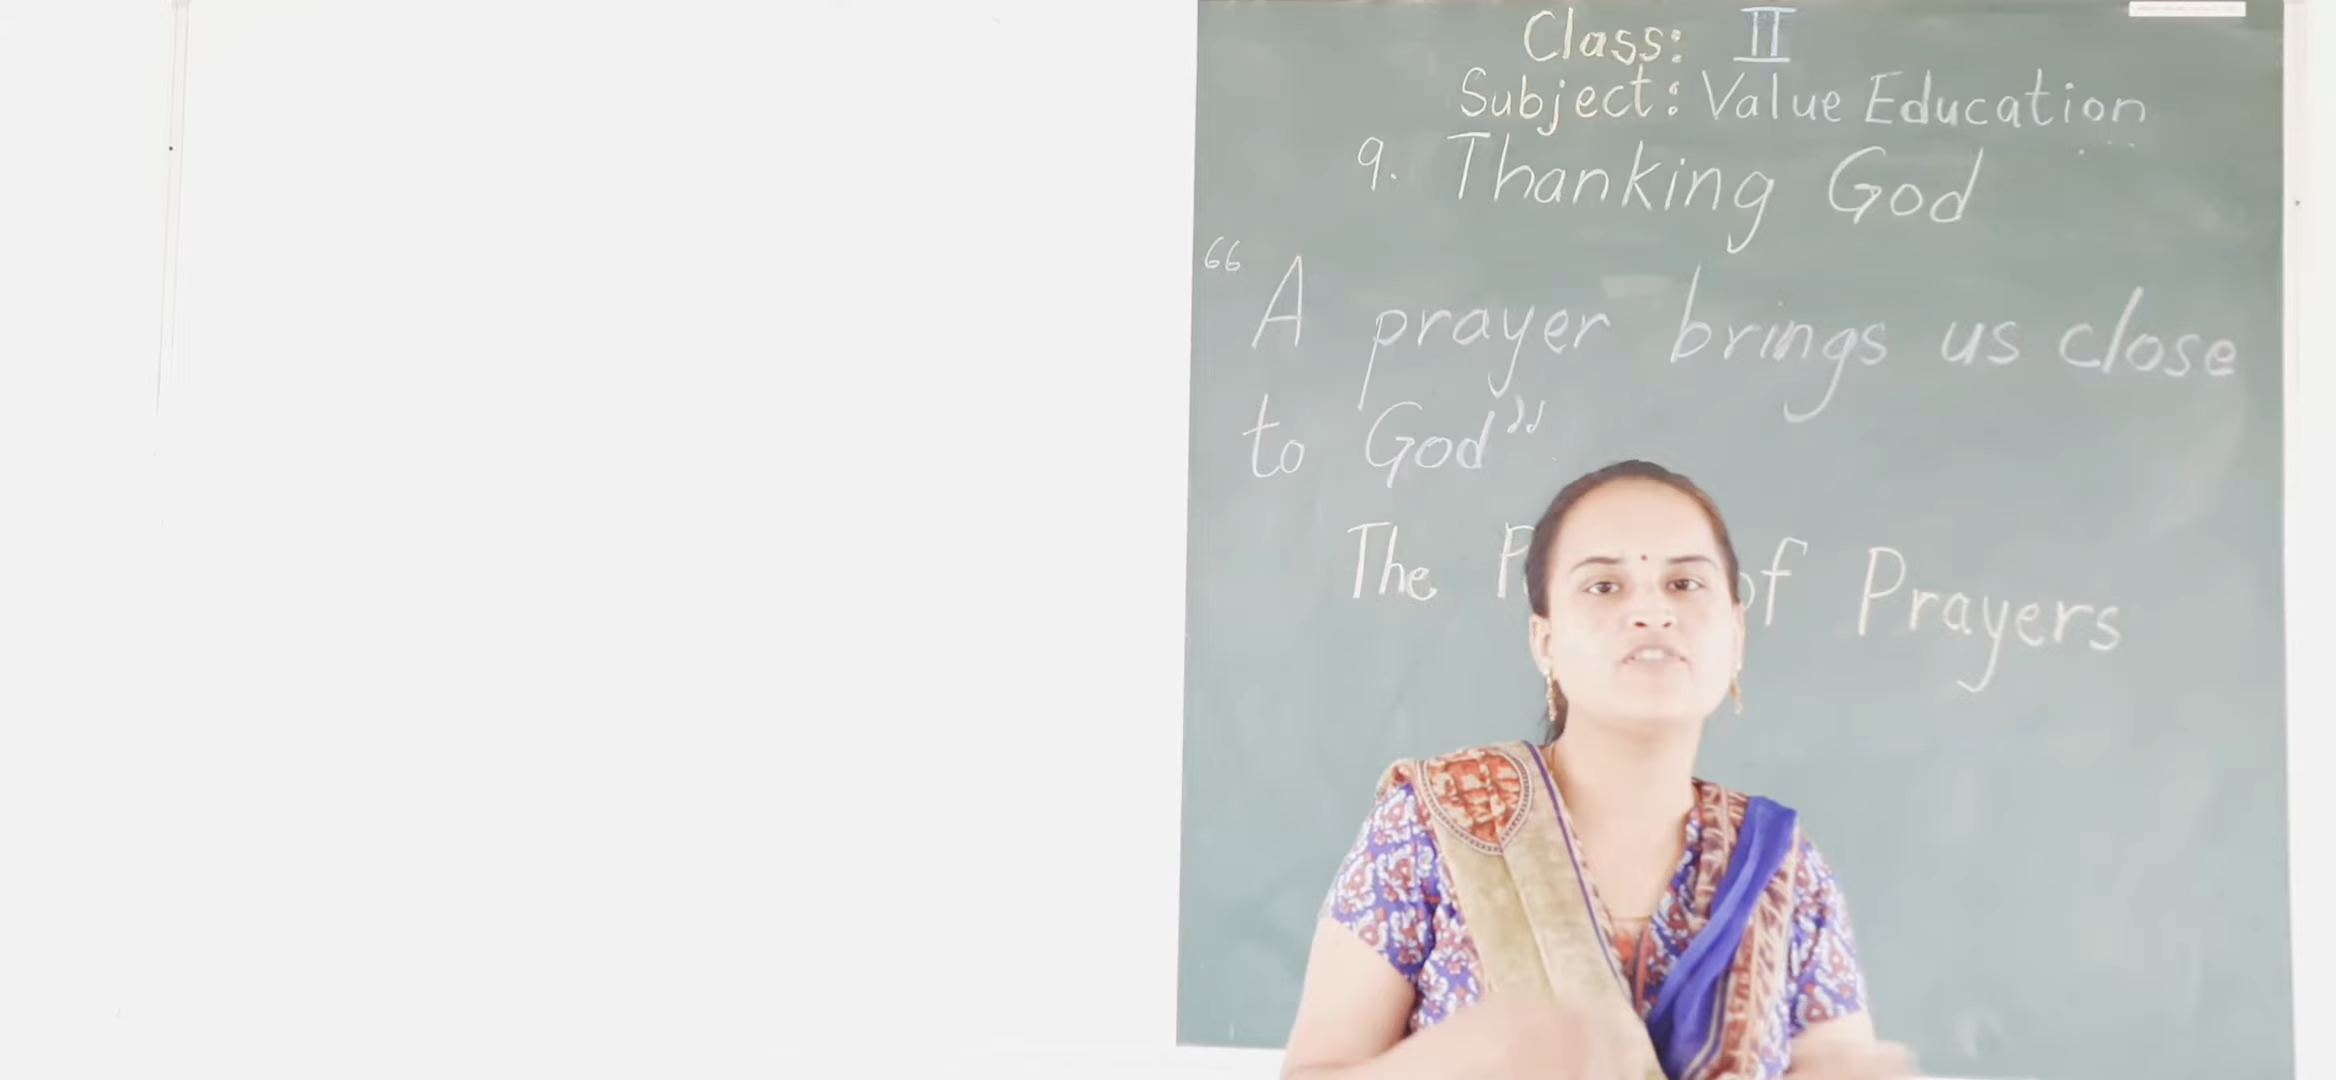 Class: II
Subject: Value Education
9. Thanking God
“A prayer brings us close
to God”
The of Prayers